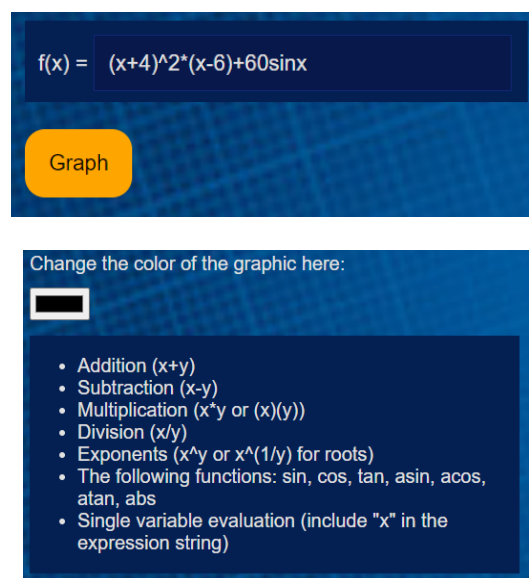 f(x) = (x+4)^2*(x-6)+60sinx
Graph
Change the color of the graphic here:
• Addition (x+y)
• Subtraction (x-y)
• Multiplication (x*y or (x)(y))
• Division (x/y)
• Exponents (x^y or x^(1/y) for roots)
• The following functions: sin, cos, tan, asin, acos,
atan, abs
• Single variable evaluation (include "x" in the
expression string)